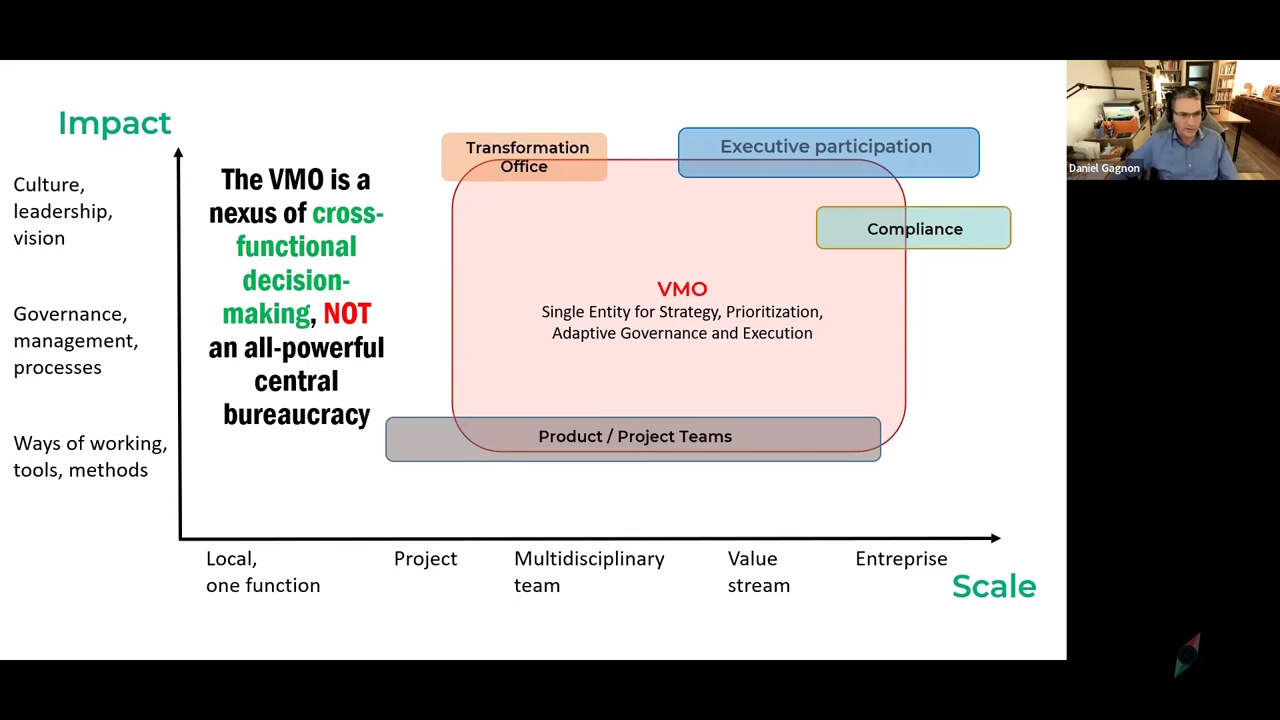 Impact
Culture,
leadership,
vision
Governance,
management,
processes
Ways of working,
tools, methods
The VMO is a
nexus of cross-
functional
decision-
making, NOT
an all-powerful
central
bureaucracy
Transformation
Office
Executive participation
Compliance
VMO
Single Entity for Strategy, Prioritization,
Adaptive Governance and Execution
Product / Project Teams
Local,
one function
Project
Multidisciplinary
team
Value
stream
Entreprise
Scale
Daniel Gagnon